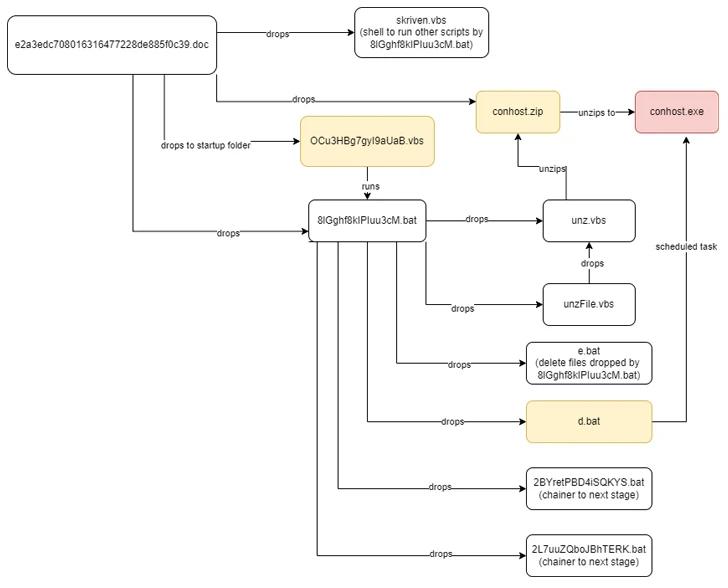 skriven.vbs
(shell to run other scripts by
8lGghf8klPIuu3cM.bat)
e2a3edc708016316477228de885f0c39.doc
drops
drops
conhost.zip
unzips to
conhost.exe
drops to startup folder
OCu3HBg7gyI9aUaB.vbs
unzips
runs
8lGghf8klPIuu3cM.bat
drops
unz.vbs
drops
scheduled task
drops
unzFile.vbs
drops
e.bat
(delete files dropped by
8lGghf8klPIuu3cM.bat)
drops
d.bat
drops
2BYretPBD4iSQKYS.bat
(chainer to next stage)
drops
2L7uuZQboJBhTERK.bat
(chainer to next stage)
drops